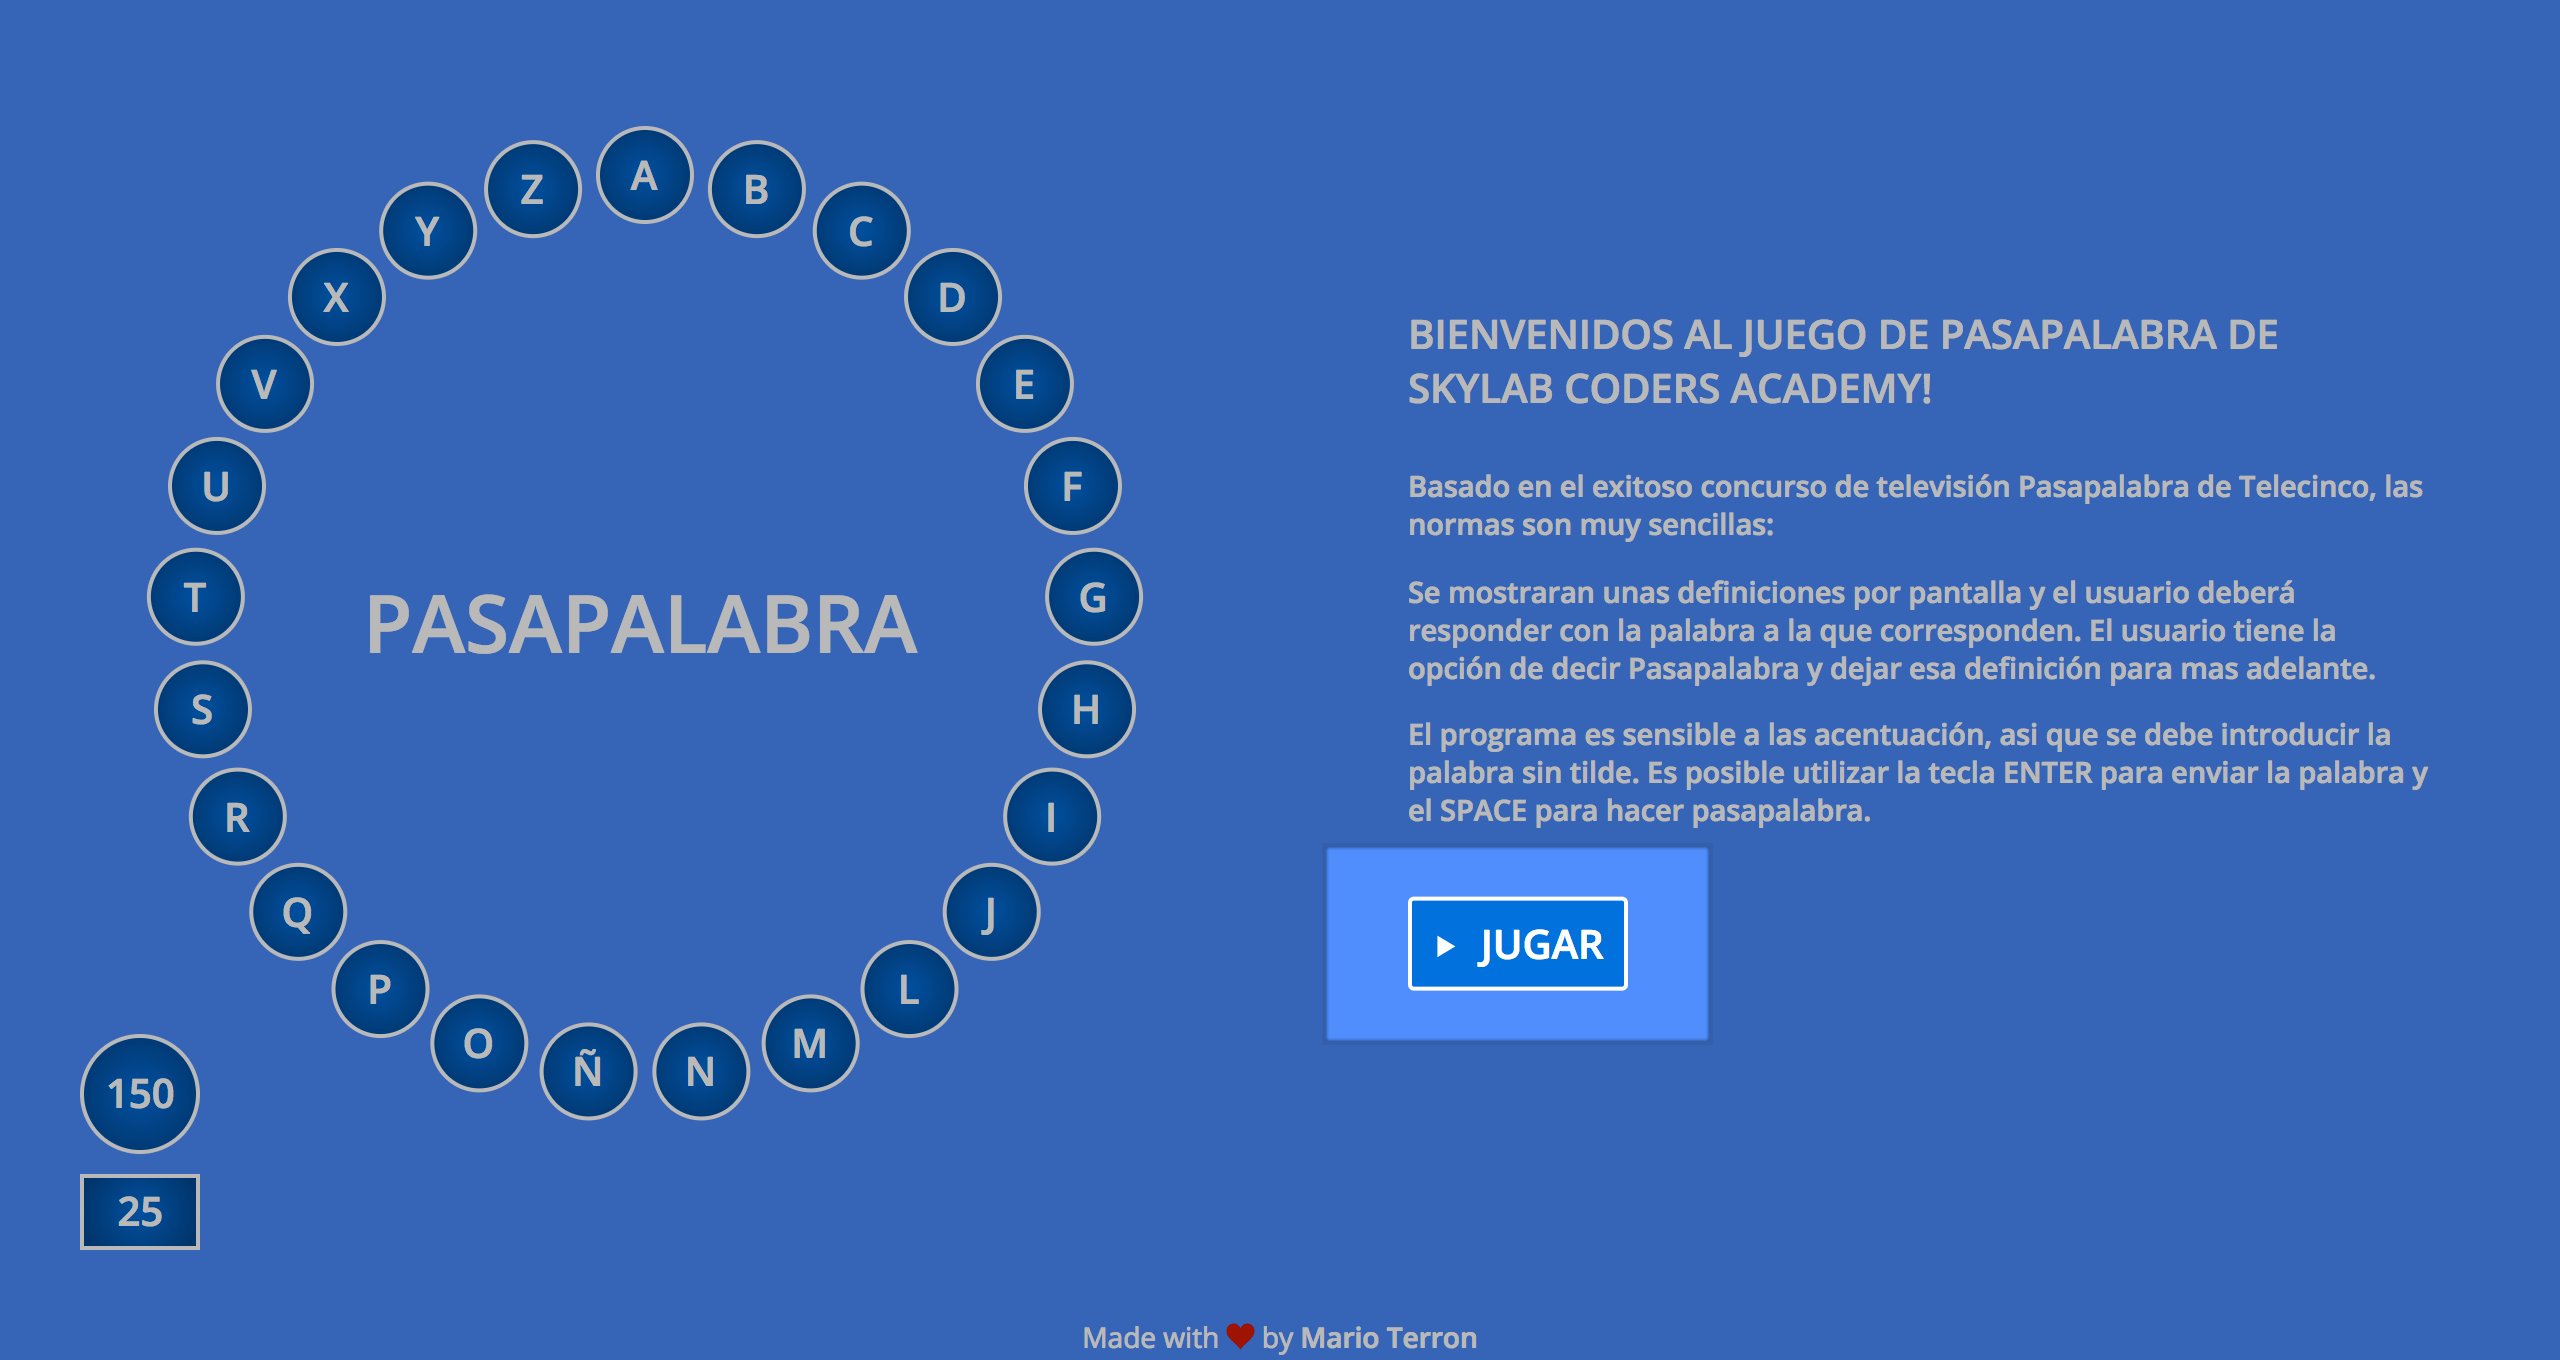 A
B
C
D
E
F
G
H
I
J
L
M
N
Ñ
O
P
Q
R
S
T
U
V
X
Y
Z
PASAPALABRA
150
25
BIENVENIDOS AL JUEGO DE PASAPALABRA DE
SKYLAB CODERS ACADEMY!
Basado en el exitoso concurso de televisión Pasapalabra de Telecinco, las
normas son muy sencillas:
Se mostraran unas definiciones por pantalla y el usuario deberá
responder con la palabra a la que corresponden. El usuario tiene la
opción de decir Pasapalabra y dejar esa definición para mas adelante.
El programa es sensible a las acentuación, asi que se debe introducir la
palabra sin tilde. Es posible utilizar la tecla ENTER para enviar la palabra y
el SPACE para hacer pasapalabra.
JUGAR
Made with ❤ by Mario Terron